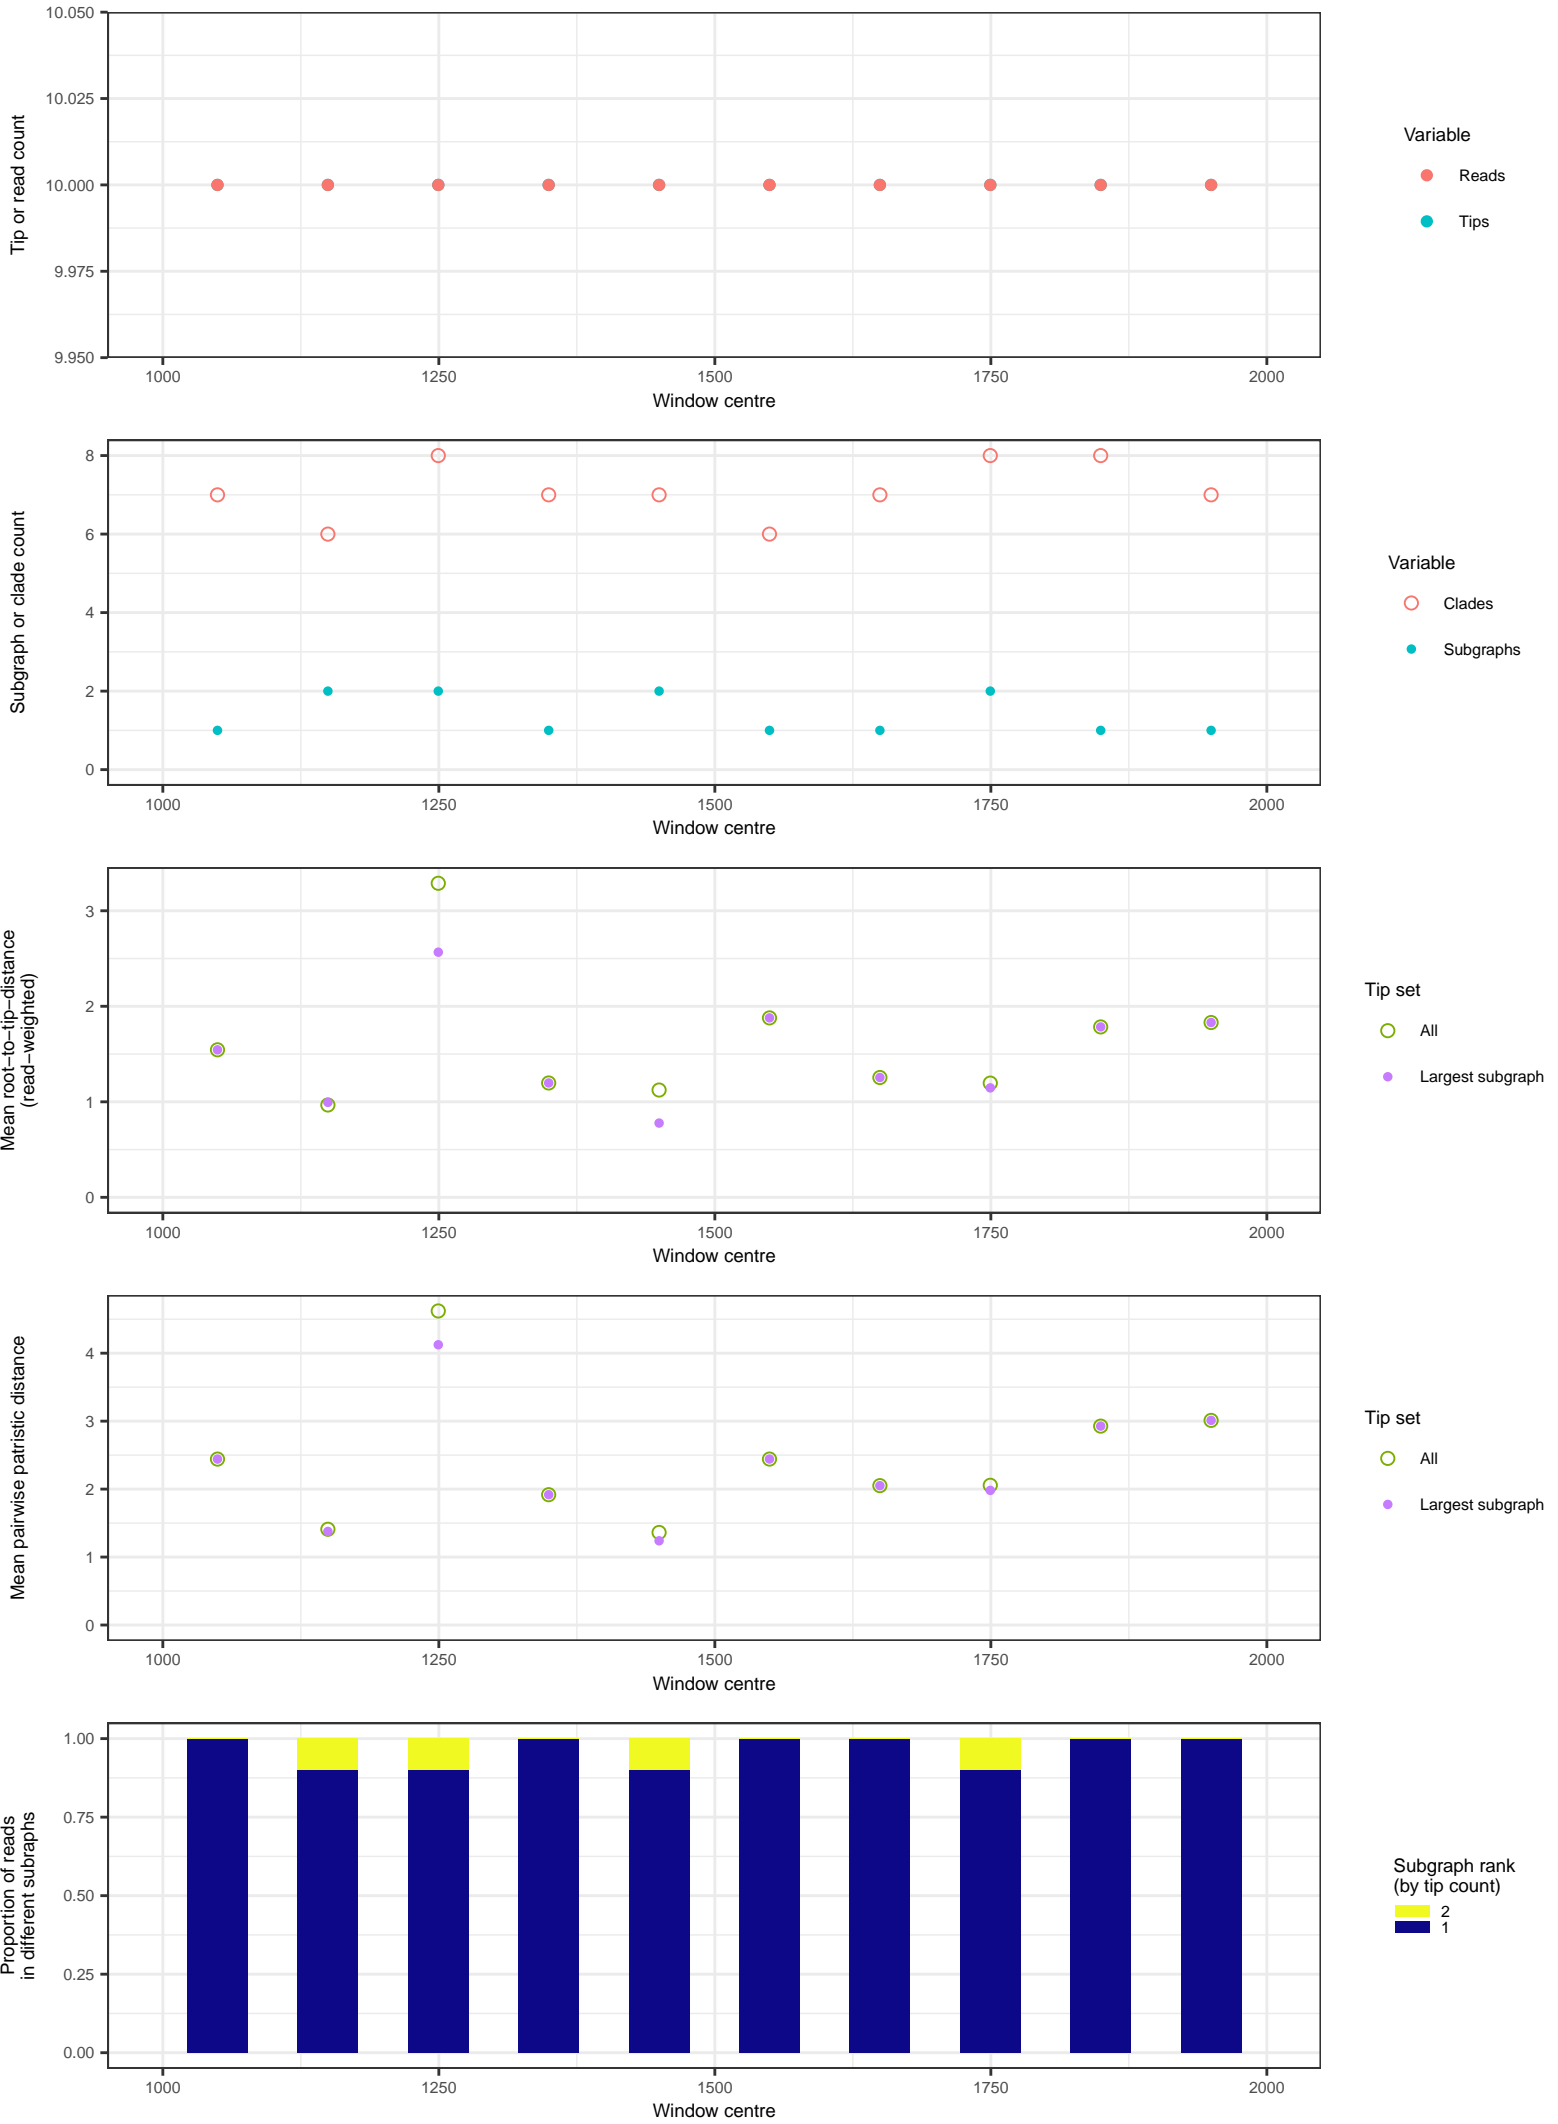 10.050
10.025
10.000
9.975
9.950
Tip or read count
1000 1250 1500 1750 2000
Window centre
Variable
Reads
Tips
8
6
4
2
0
Subgraph or clade count
1000 1250 1500 1750 2000
Window centre
Variable
Clades
Subgraphs
3
2
1
0
Mean root−to−tip−distance
(read−weighted)
1000 1250 1500 1750 2000
Window centre
Tip set
All
Largest subgraph
4
3
2
1
0
Mean pairwise patristic distance
1000 1250 1500 1750 2000
Window centre
Tip set
All
Largest subgraph
1.00
0.75
0.50
0.25
0.00
Proportion of reads
in different subraphs
1000 1250 1500 1750 2000
Window centre
Subgraph rank
(by tip count)
2
1